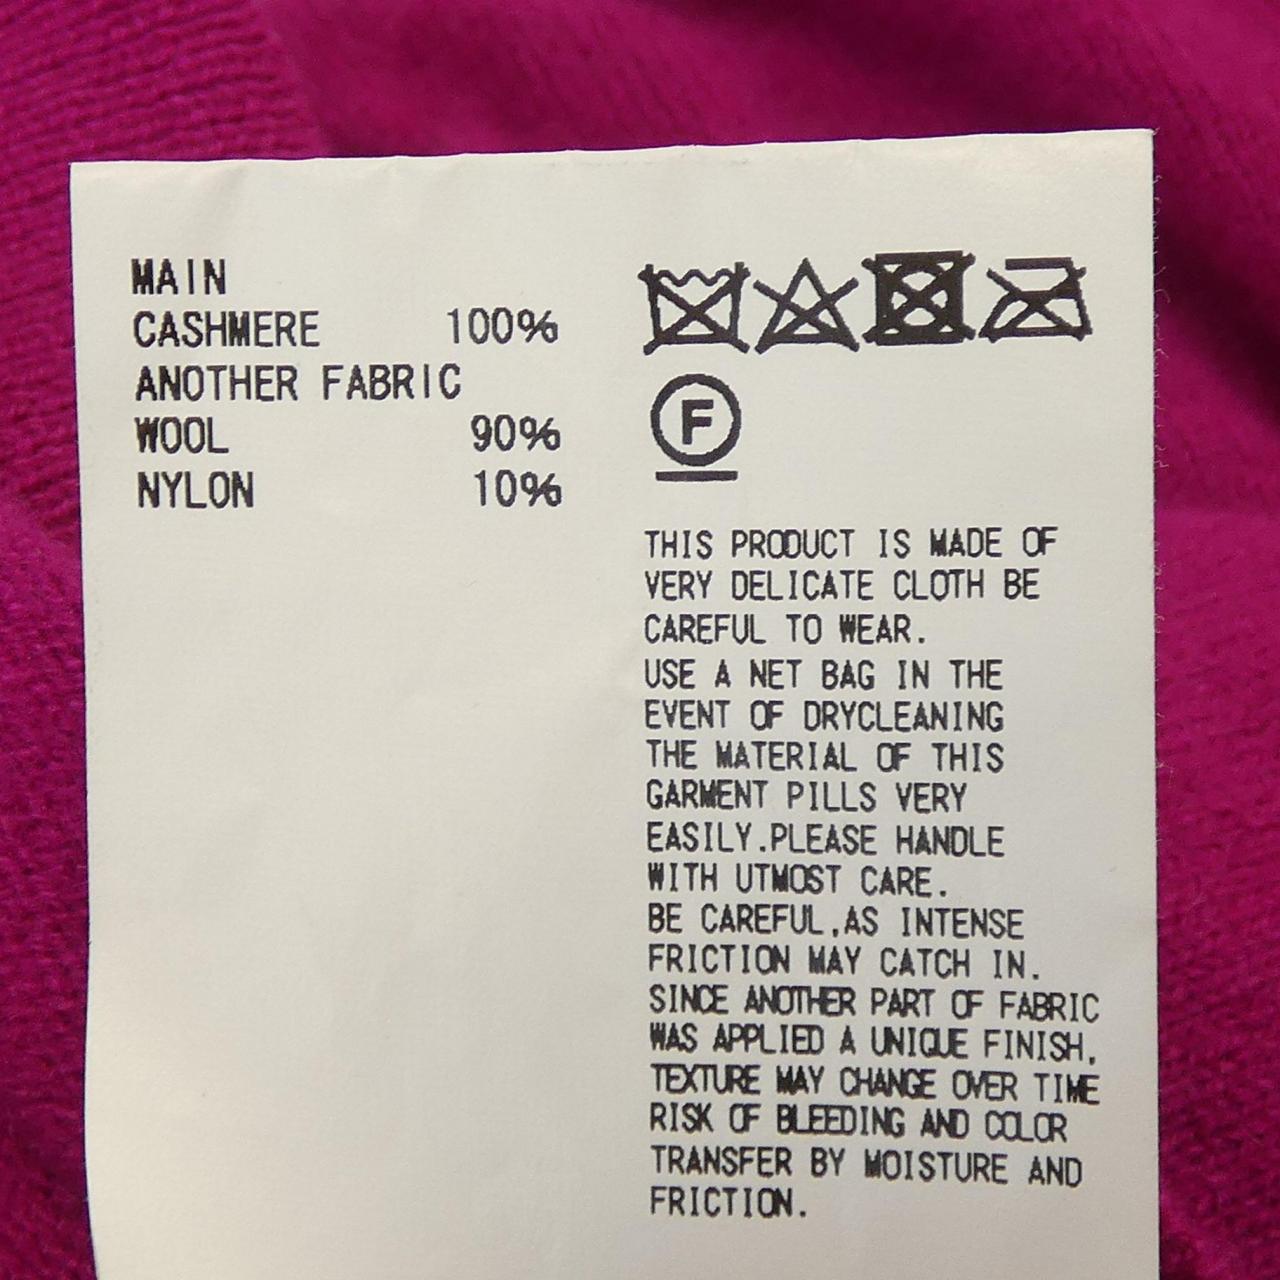 MAIN
CASHMERE 100%
ANOTHER FABRIC
WOOL 90%
NYLON 10%
F
THIS PRODUCT IS MADE OF
VERY DELICATE CLOTH BE
CAREFUL TO WEAR.
USE A NET BAG IN THE
EVENT OF DRYCLEANING
THE MATERIAL OF THIS
GARMENT PILLS VERY
EASILY.PLEASE HANDLE
WITH UTMOST CARE.
BE CAREFUL,AS INTENSE
FRICTION MAY CATCH IN.
SINCE ANOTHER PART OF FABRIC
WAS APPLIED A UNIQUE FINISH,
TEXTURE MAY CHANGE OVER TIME
RISK OF BLEEDING AND COLOR
TRANSFER BY MOISTURE AND
FRICTION.